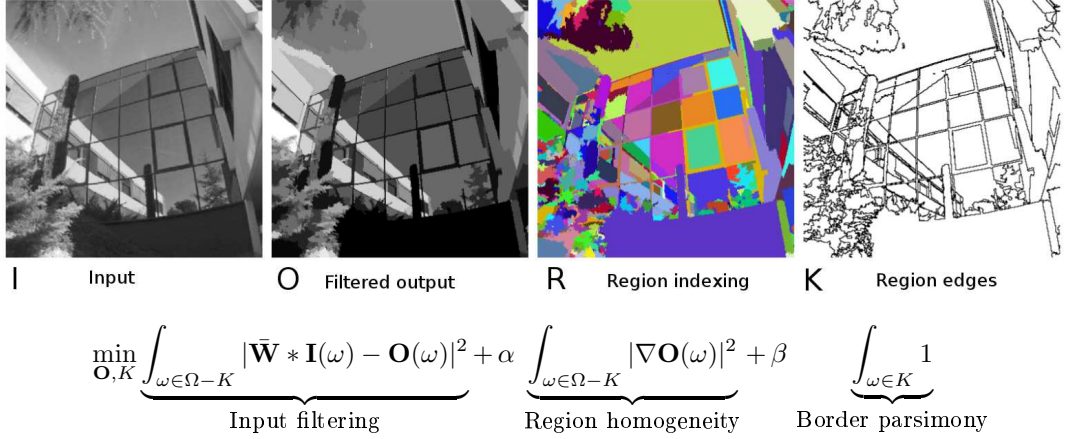 I Input O Filtered output R Region indexing K Region edges
min_{𝐎,K} ∫_{ω∈Ω−K} |𝐖̄ ∗ 𝐈(ω) − 𝐎(ω)|² + α ∫_{ω∈Ω−K} |∇𝐎(ω)|² + β ∫_{ω∈K} 1
Input filtering Region homogeneity Border parsimony